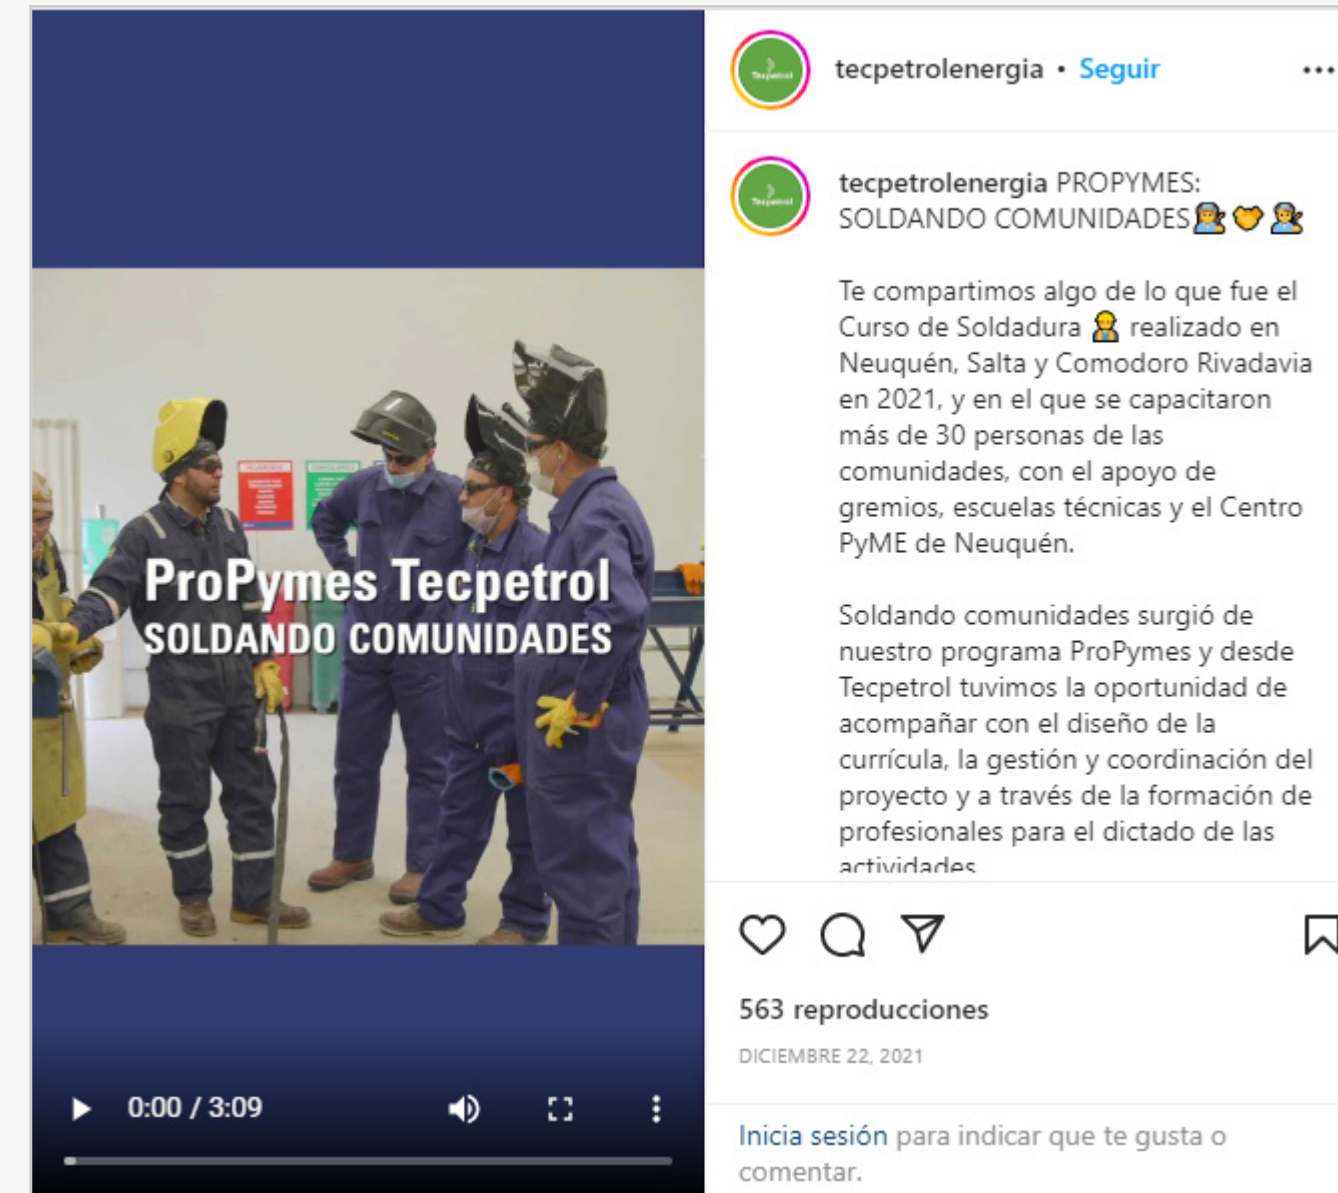 ProPymes Tecpetrol
SOLDANDO COMUNIDADES
0:00 / 3:09
Tecpetrol
tecpetrolenergia • Seguir
Tecpetrol
tecpetrolenergia PROPYMES:
SOLDANDO COMUNIDADES👩‍🏭🤝👩‍🏭
Te compartimos algo de lo que fue el
Curso de Soldadura 👷 realizado en
Neuquén, Salta y Comodoro Rivadavia
en 2021, y en el que se capacitaron
más de 30 personas de las
comunidades, con el apoyo de
gremios, escuelas técnicas y el Centro
PyME de Neuquén.
Soldando comunidades surgió de
nuestro programa ProPymes y desde
Tecpetrol tuvimos la oportunidad de
acompañar con el diseño de la
currícula, la gestión y coordinación del
proyecto y a través de la formación de
profesionales para el dictado de las
actividades
563 reproducciones
DICIEMBRE 22, 2021
Inicia sesión para indicar que te gusta o
comentar.